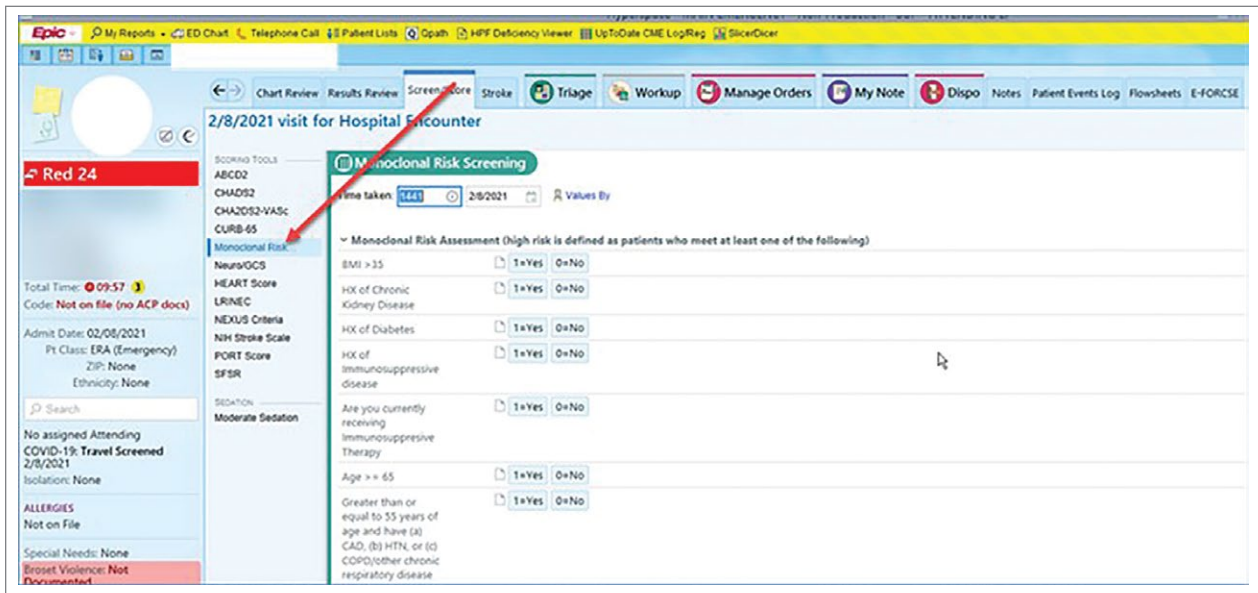 Epic
My Reports
ED Chart
Telephone Call
Patient Lists
Qpath
HPF Deficiency Viewer
UpToDate CME Log/Reg
SlicerDicer
Chart Review
Results Review
Stroke
Triage
Workup
Manage Orders
My Note
Dispo
Notes
Patient Events Log
Flowsheets
E-FORCSE
2/8/2021 visit for Hospital Encounter
Red 24
Total Time: 09:57 3
Code: Not on file (no ACP docs)
Admit Date: 02/08/2021
Pt Class: ERA (Emergency)
ZIP: None
Ethnicity: None
Search
No assigned Attending
COVID-19: Travel Screened
2/8/2021
Isolation: None
ALLERGIES
Not on File
Special Needs: None
Broset Violence: Not
Documented
SCORING TOOLS
ABCD2
CHADS2
CHA2DS2-VASc
CURB-65
Monoclonal Risk
Neuro/GCS
HEART Score
LRINEC
NEXUS Criteria
NIH Stroke Scale
PORT Score
SFSR
SEDATION
Moderate Sedation
Monoclonal Risk Screening
Time taken: 1441 2/8/2021 Values By
Monoclonal Risk Assessment (high risk is defined as patients who meet at least one of the following)
BMI >35 1=Yes 0=No
HX of Chronic 1=Yes 0=No
Kidney Disease
HX of Diabetes 1=Yes 0=No
HX of 1=Yes 0=No
Immunosuppressive
disease
Are you currently 1=Yes 0=No
receiving
Immunosuppresive
Therapy
Age >= 65 1=Yes 0=No
Greater than or 1=Yes 0=No
equal to 55 years of
age and have (a)
CAD, (b) HTN, or (c)
COPD/other chronic
respiratory disease